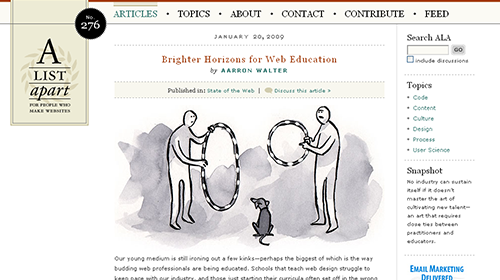 No.
276
ARTICLES • TOPICS • ABOUT • CONTACT • CONTRIBUTE • FEED
A
LIST
apart
FOR PEOPLE WHO
MAKE WEBSITES
JANUARY 20, 2009
Brighter Horizons for Web Education
by AARRON WALTER
Published in: State of the Web | Discuss this article »
Our young medium is still ironing out a few kinks—perhaps the biggest of which is the way
budding web professionals are being educated. Schools that teach web design struggle to
keep pace with our industry, and those just starting their curricula often set off in the wrong
Search ALA
GO
include discussions
Topics
• Code
• Content
• Culture
• Design
• Process
• User Science
Snapshot
No industry can sustain
itself if it doesn't
master the art of
cultivating new talent—
an art that requires
close ties between
practitioners and
educators.
EMAIL MARKETING
DELIVERED